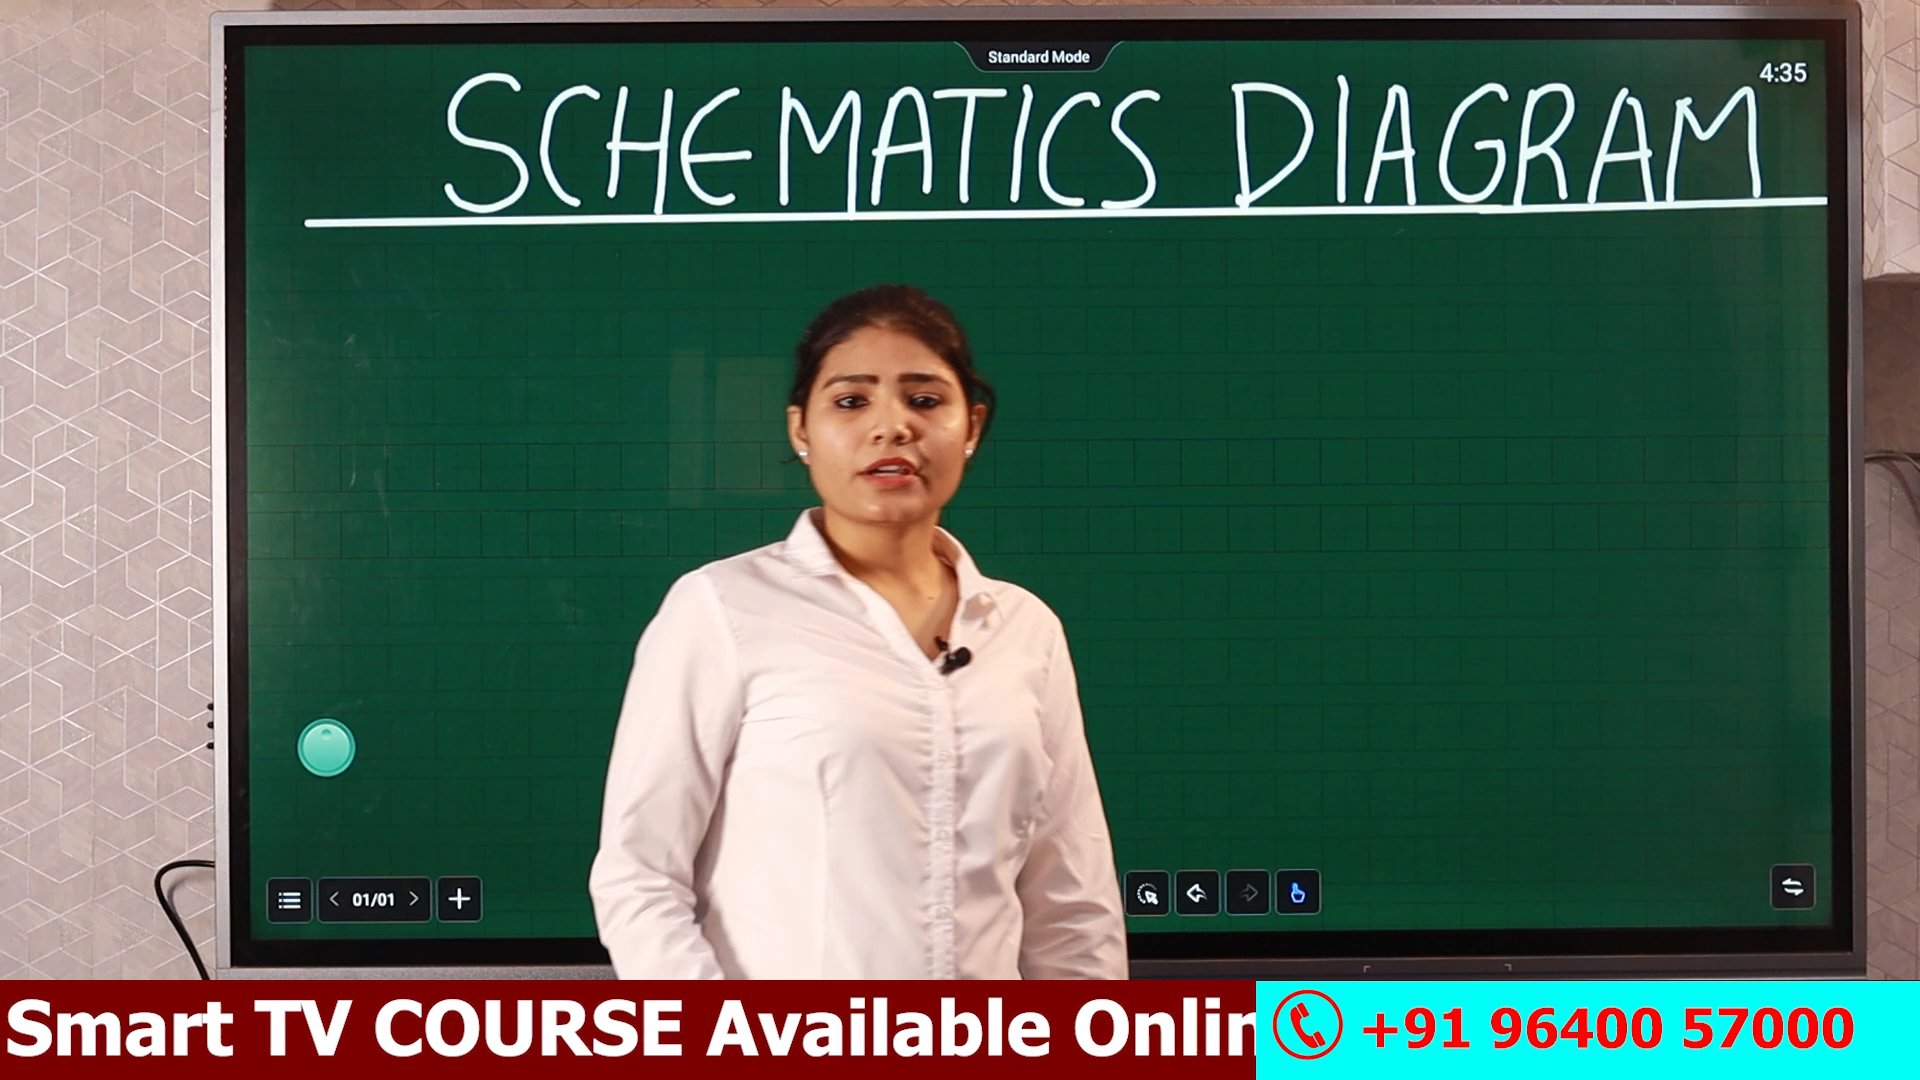 Standard Mode
4:35
SCHEMATICS DIAGRAM
01/01
Smart TV COURSE Available Onlin
+91 96400 57000